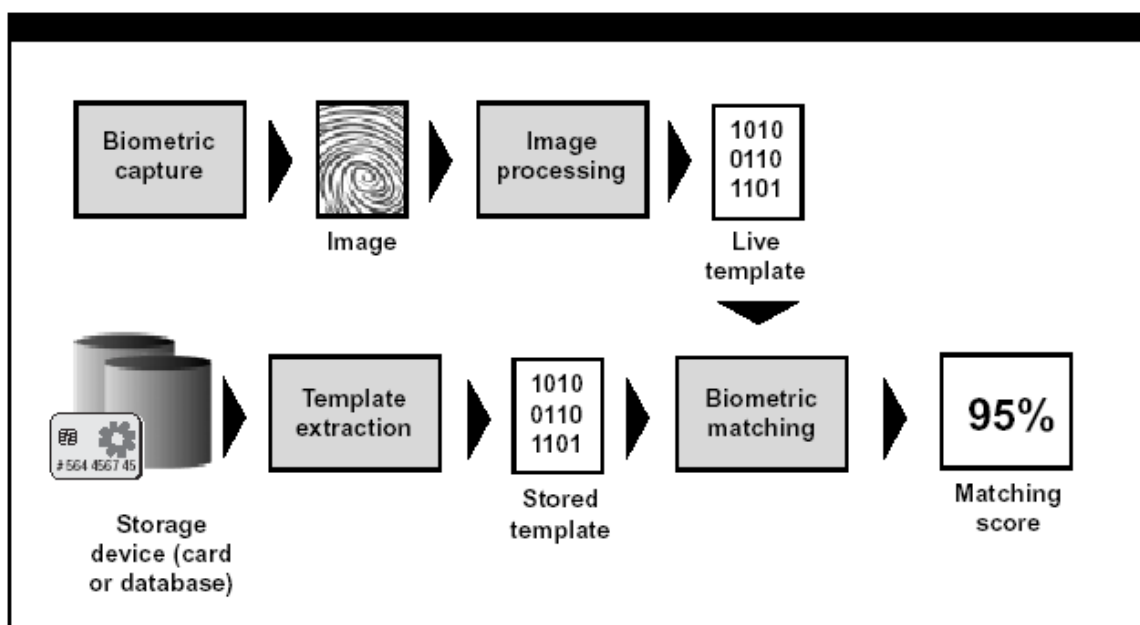 Biometric
capture
Image
Image
processing
1010
0110
1101
Live
template
# 564 4567 45
Storage
device (card
or database)
Template
extraction
1010
0110
1101
Stored
template
Biometric
matching
95%
Matching
score